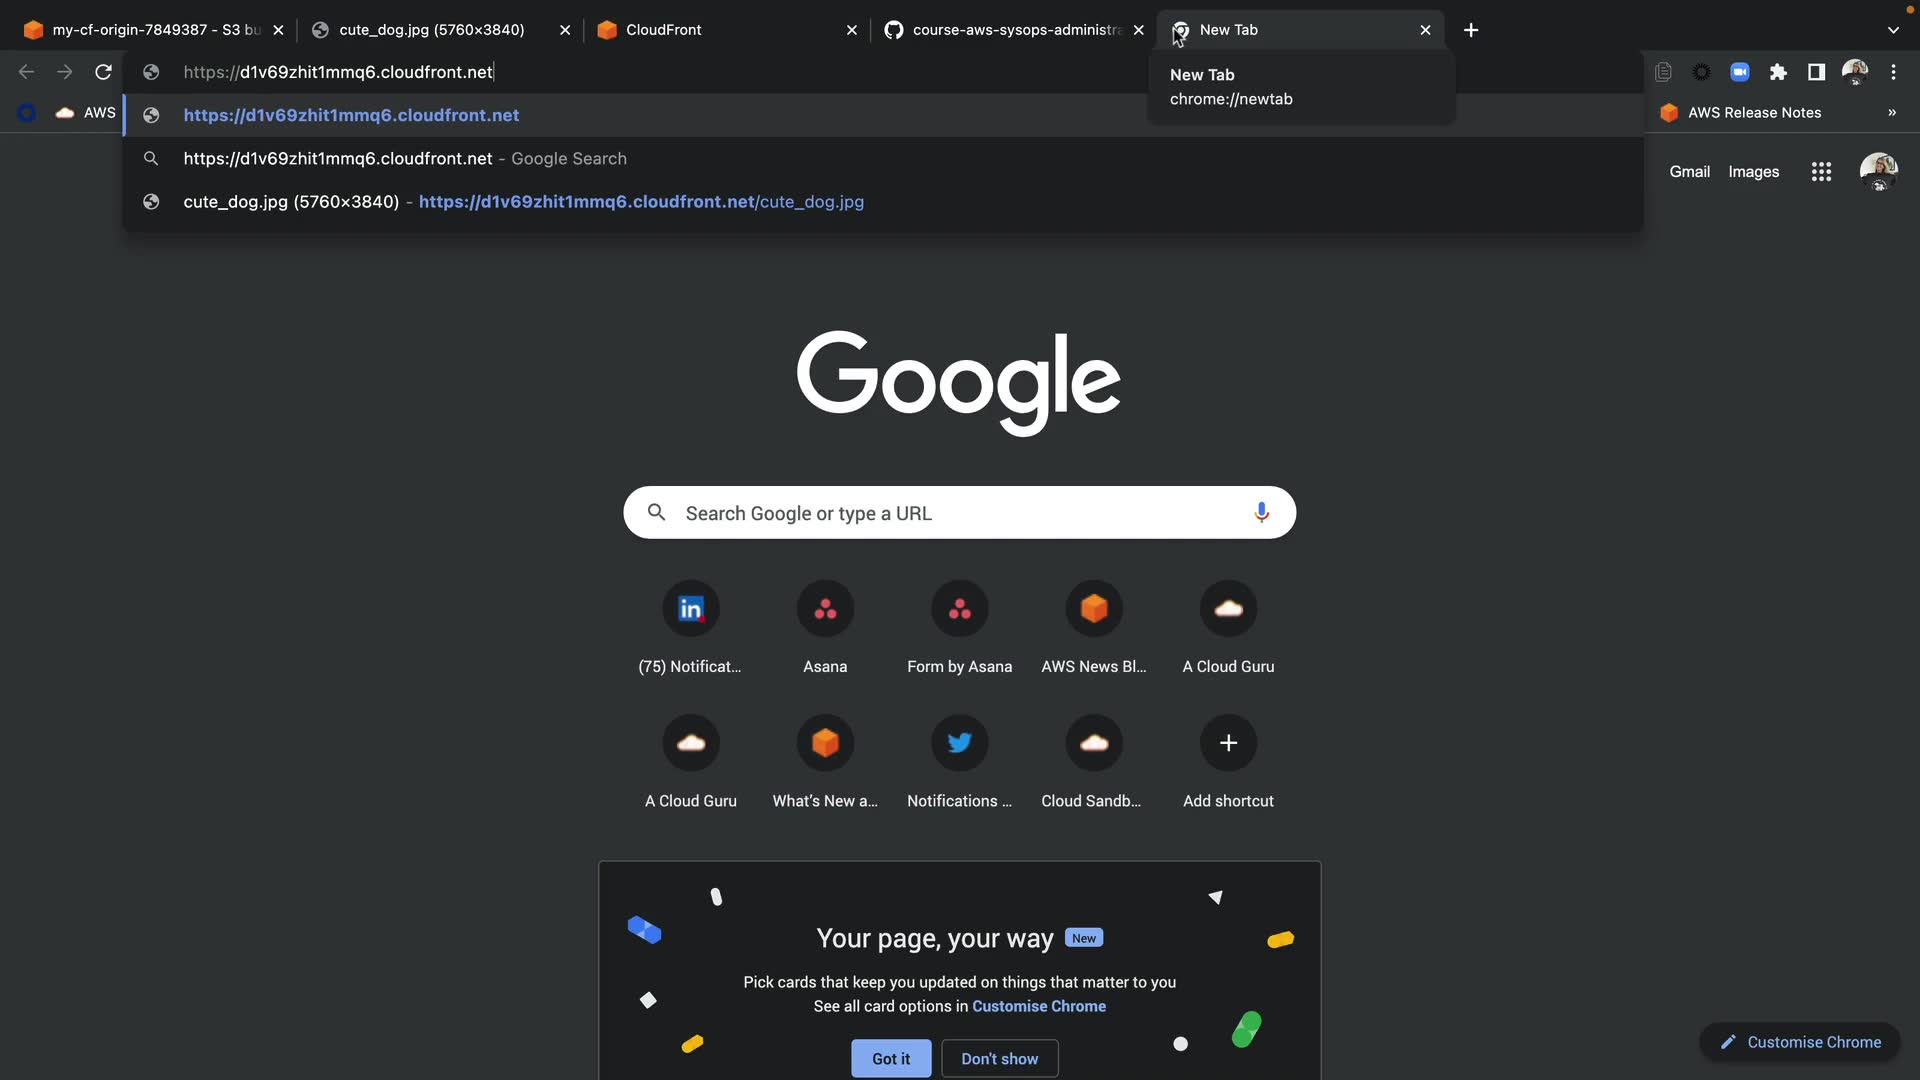 my-cf-origin-7849387 - S3 bu
cute_dog.jpg (5760×3840)
CloudFront
course-aws-sysops-administra
New Tab
https://d1v69zhit1mmq6.cloudfront.net
New Tab
chrome://newtab
AWS
https://d1v69zhit1mmq6.cloudfront.net
AWS Release Notes
»
https://d1v69zhit1mmq6.cloudfront.net - Google Search
cute_dog.jpg (5760×3840) - https://d1v69zhit1mmq6.cloudfront.net/cute_dog.jpg
Gmail Images
Google
Search Google or type a URL
in
(75) Notificat...
Asana
Form by Asana
AWS News Bl...
A Cloud Guru
A Cloud Guru
What's New a...
Notifications ...
Cloud Sandb...
Add shortcut
Your page, your way New
Pick cards that keep you updated on things that matter to you
See all card options in Customise Chrome
Got it
Don't show
Customise Chrome